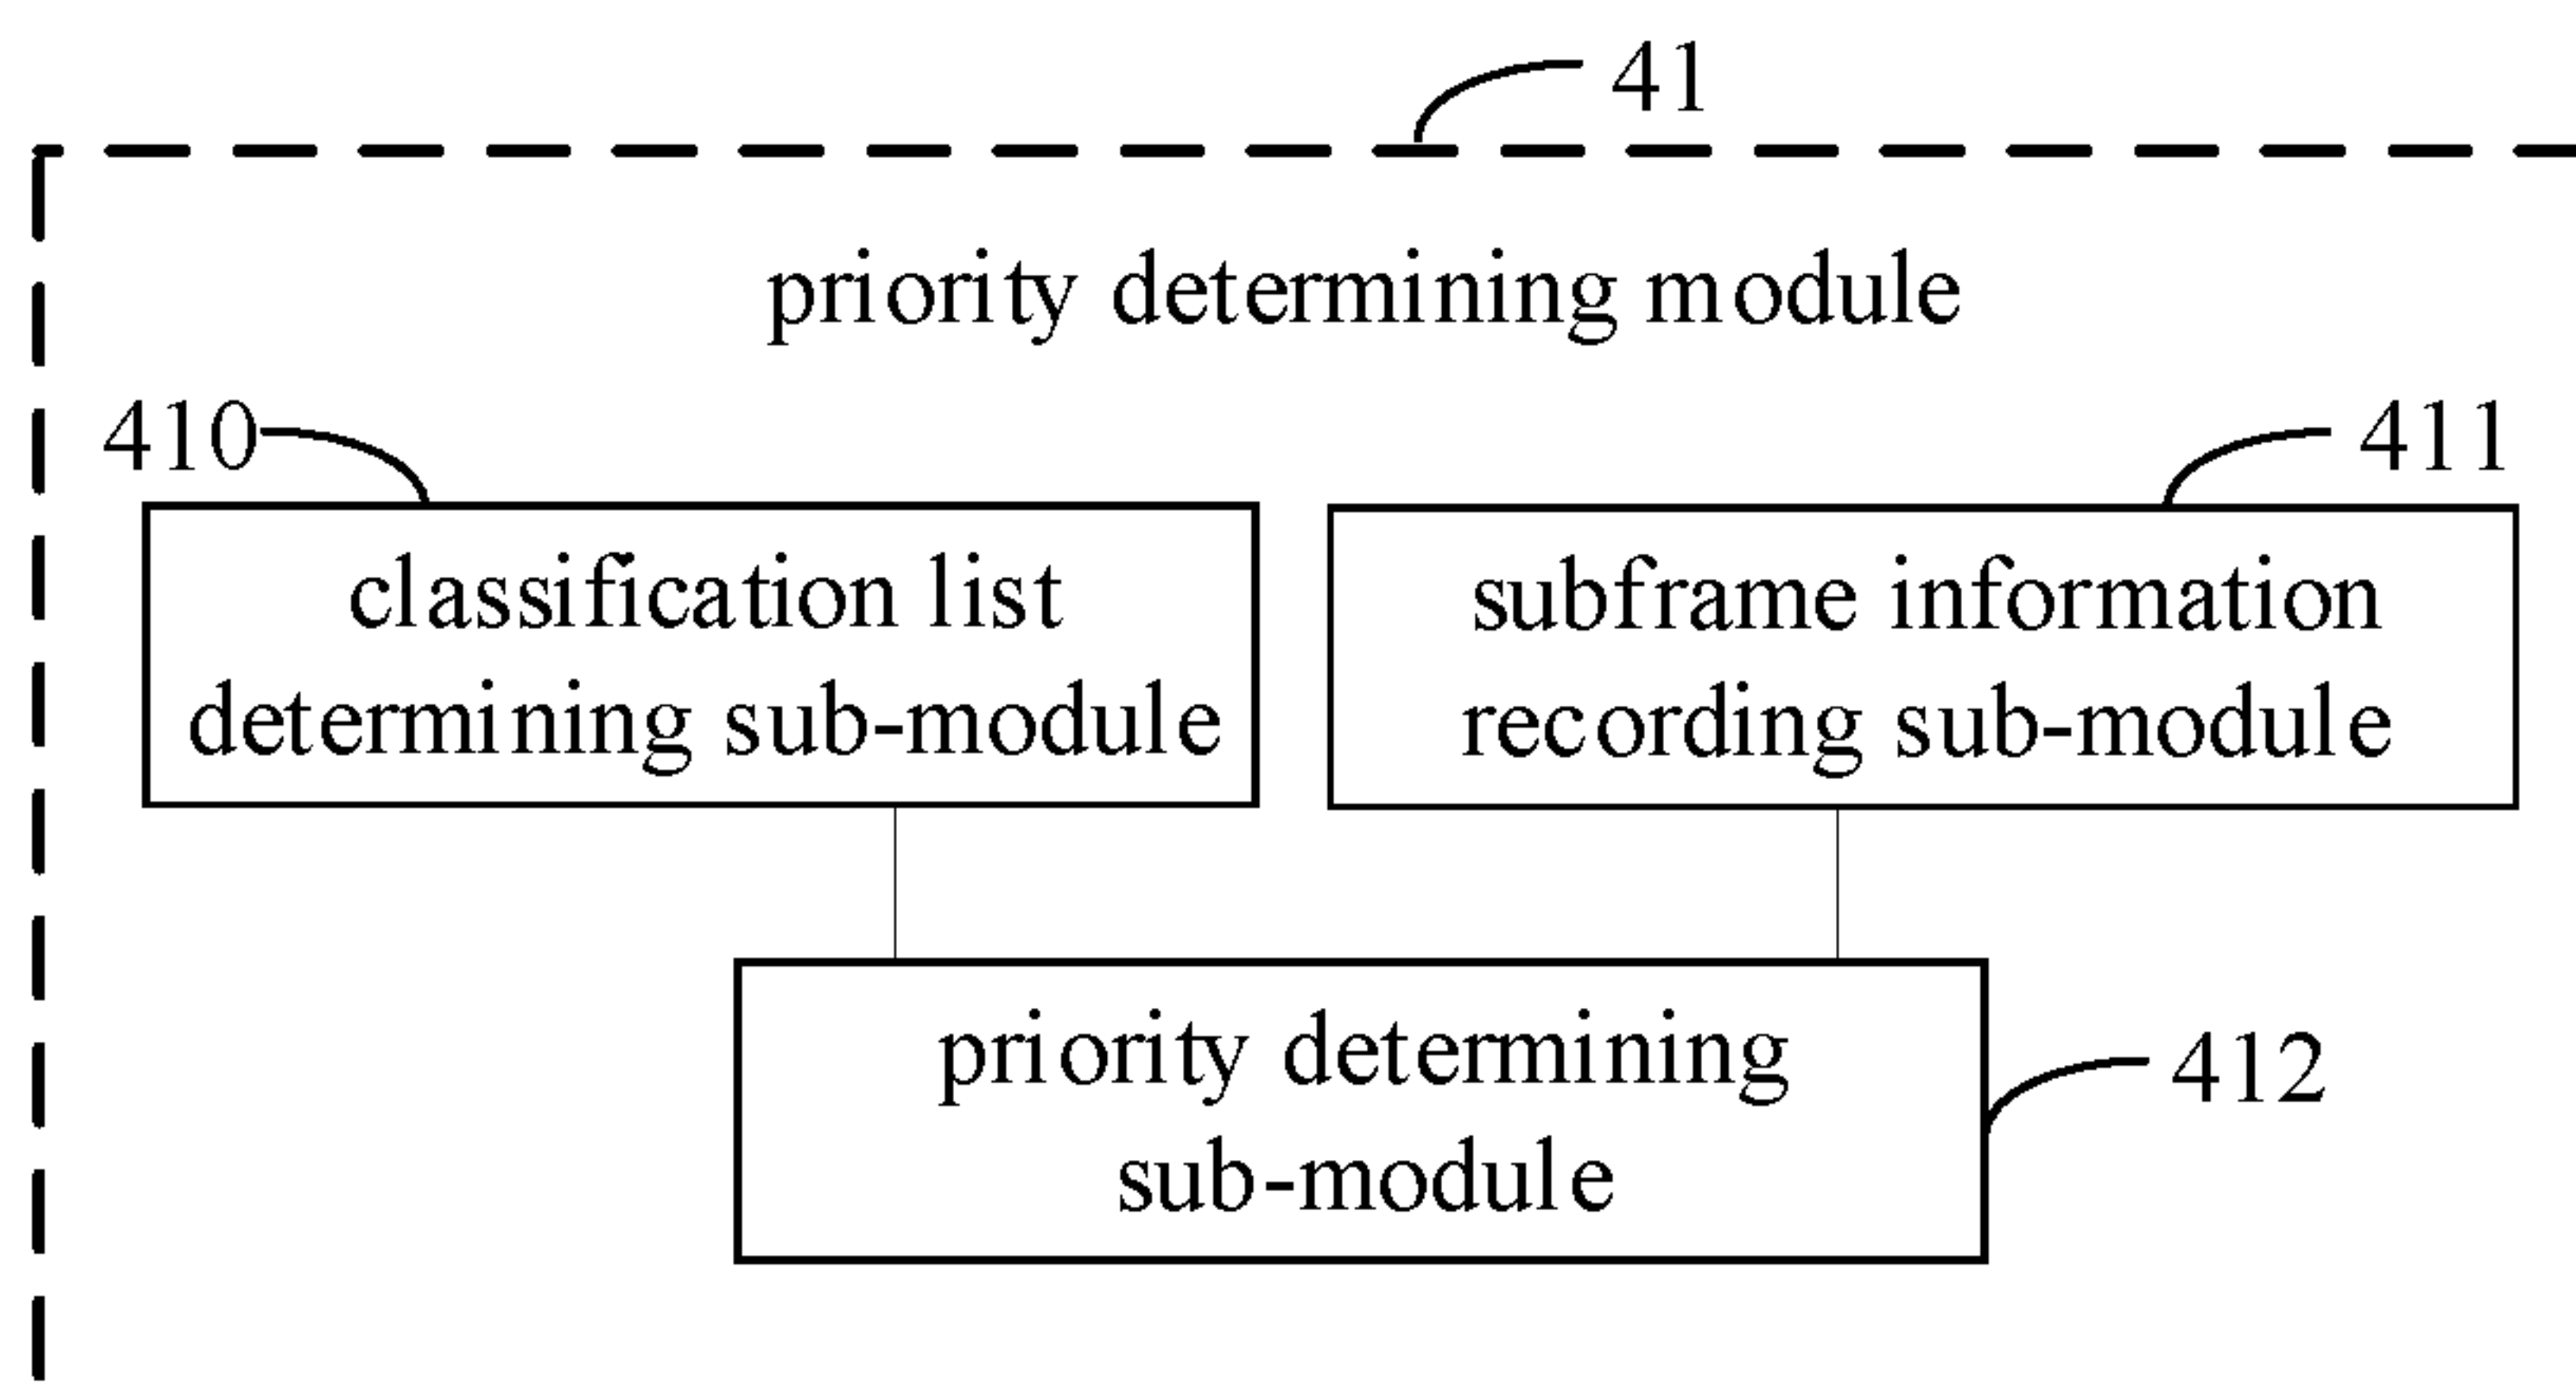 41
priority determining module
410
411
classification list
determining sub-module
subframe information
recording sub-module
priority determining
sub-module
412